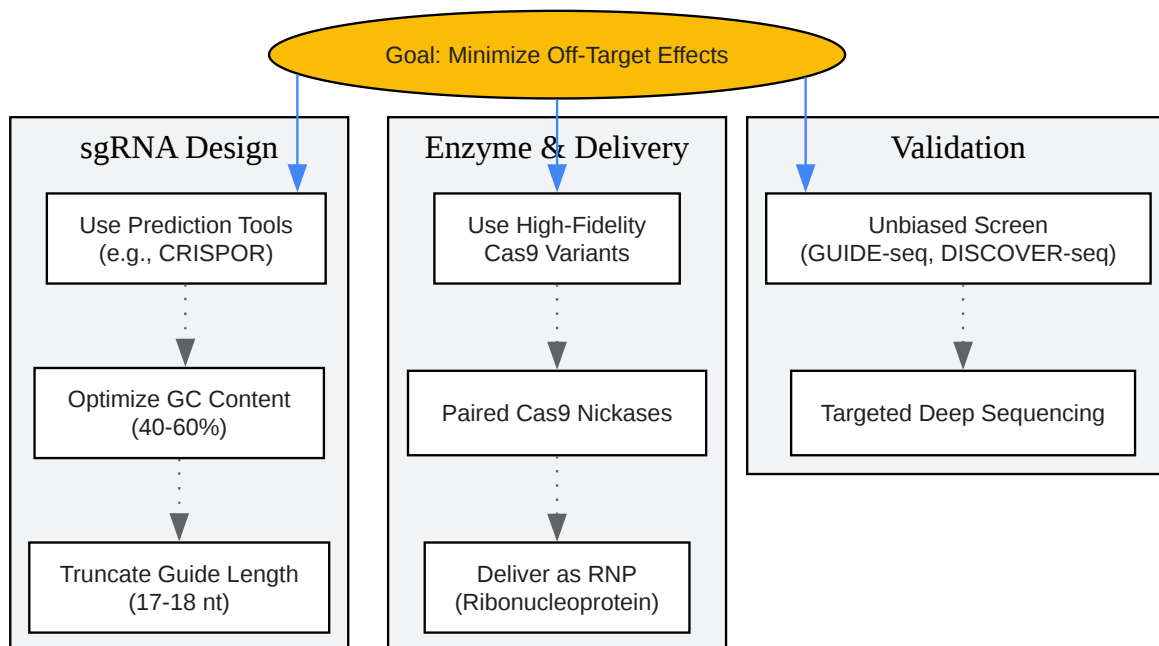 Goal: Minimize Off-Target Effects
sgRNA Design
Use Prediction Tools
(e.g., CRISPOR)
Optimize GC Content
(40-60%)
Truncate Guide Length
(17-18 nt)
Enzyme & Delivery
Use High-Fidelity
Cas9 Variants
Paired Cas9 Nickases
Deliver as RNP
(Ribonucleoprotein)
Validation
Unbiased Screen
(GUIDE-seq, DISCOVER-seq)
Targeted Deep Sequencing